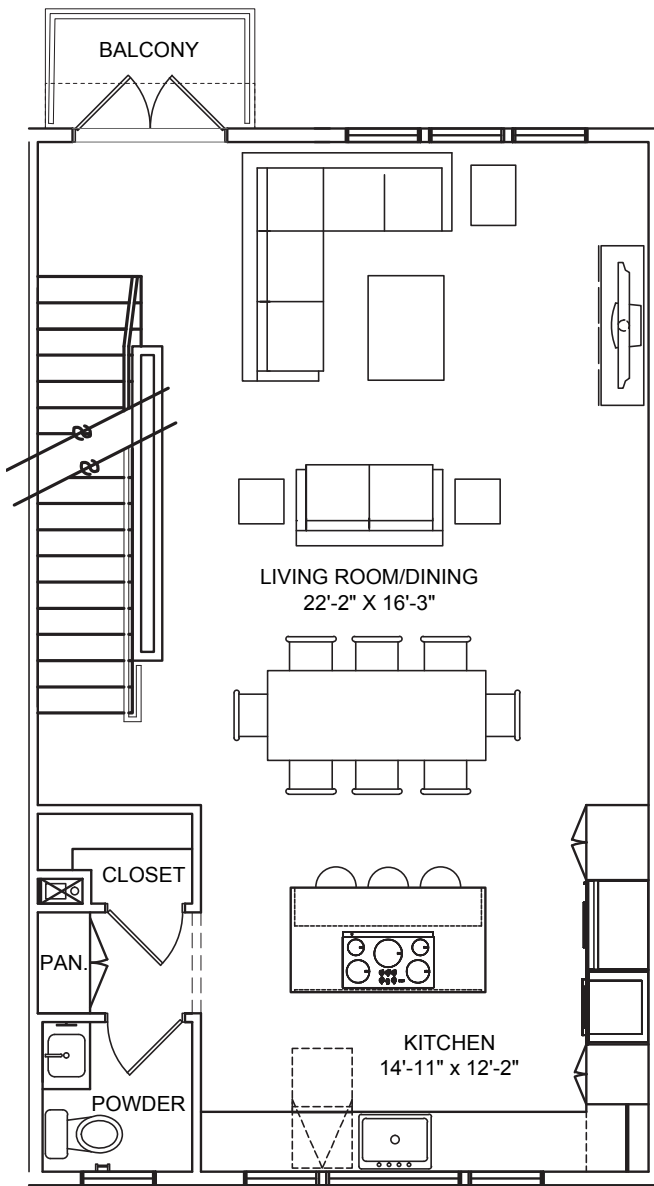 BALCONY
LIVING ROOM/DINING
22'-2" X 16'-3"
CLOSET
PAN.
KITCHEN
14'-11" x 12'-2"
POWDER